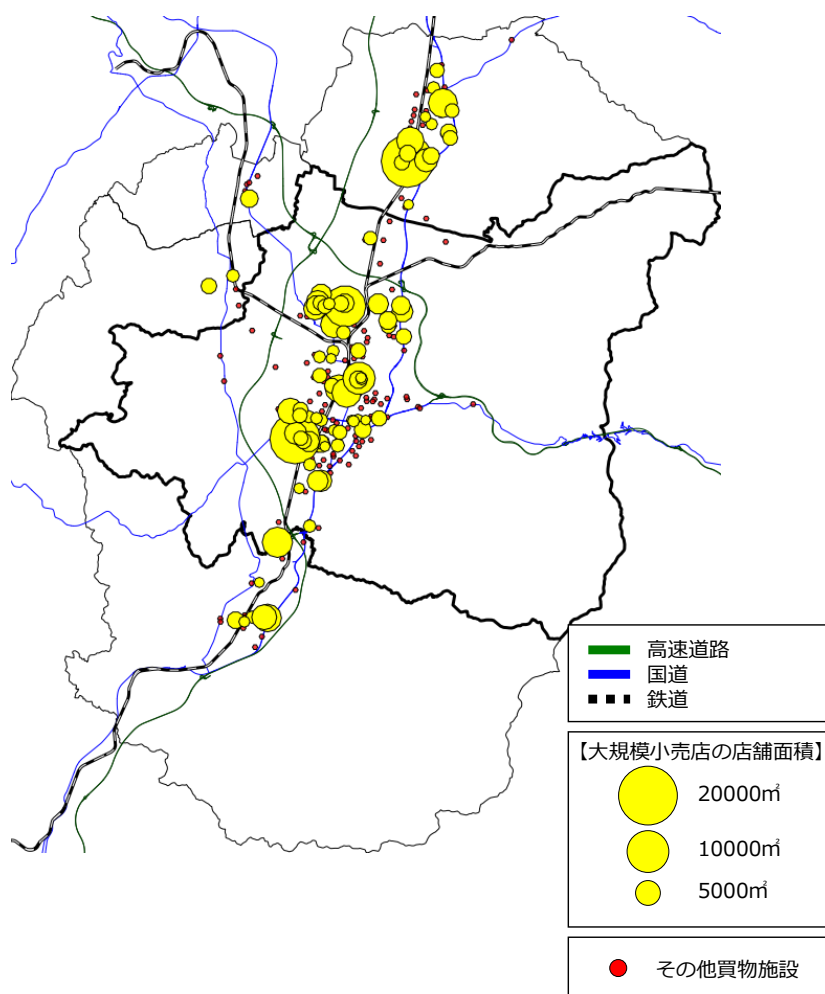 高速道路
国道
鉄道
【大規模小売店の店舗面積】
20000㎡
10000㎡
5000㎡
その他買物施設